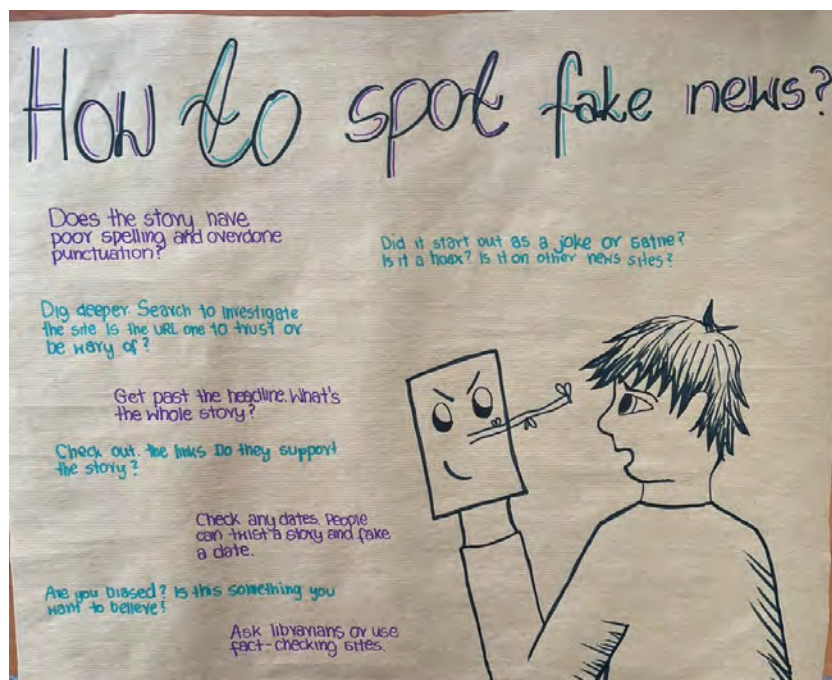 How to spot fake news?
Does the story have
poor spelling and overdone
punctuation?
Did it start out as a joke or satire?
Is it a hoax? Is it on other news sites?
Dig deeper. Search to investigate
the site Is the URL one to trust or
be wary of?
Get past the headline. What's
the whole story?
Check out. the links Do they support
the story?
Check any dates. People
can twist a story and fake
a date.
Are you biased? Is this something you
want to believe?
Ask librarians or use
fact-checking sites.